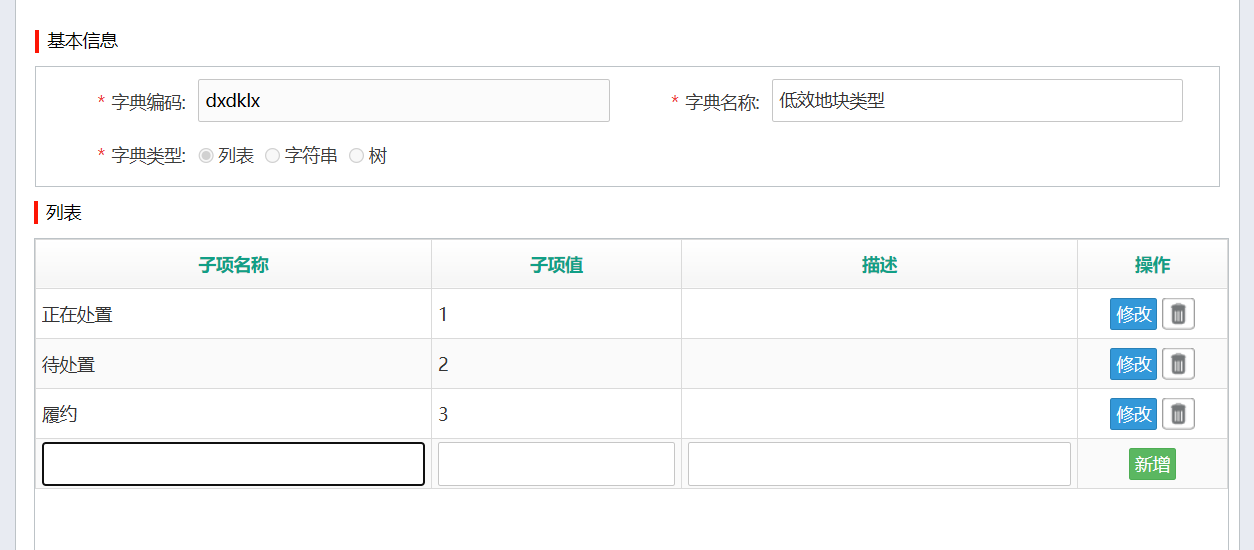 基本信息
* 字典编码: dxdklx * 字典名称: 低效地块类型
* 字典类型: 列表 字符串 树
列表
子项名称 子项值 描述 操作
正在处置 1 修改
待处置 2 修改
履约 3 修改
新增